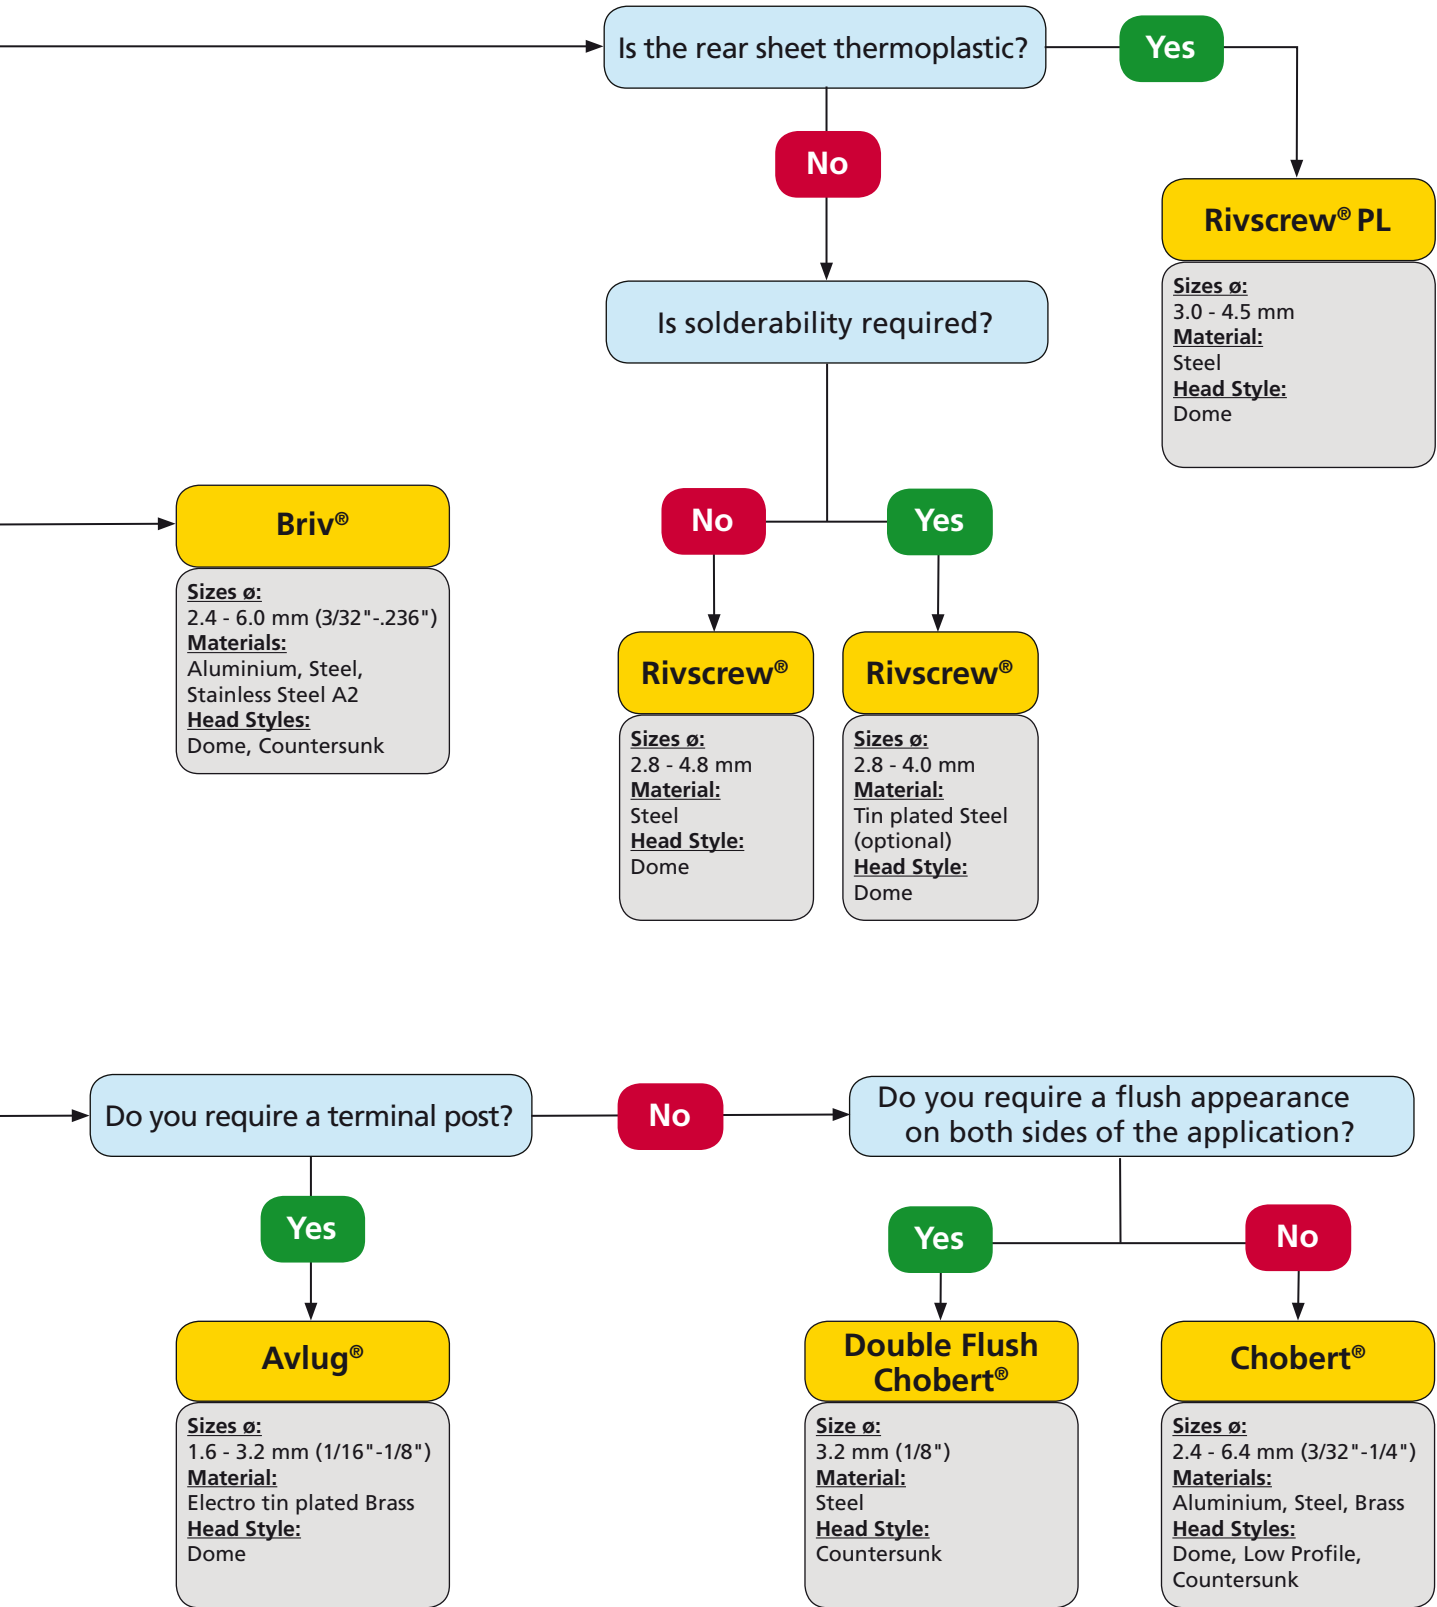 Is the rear sheet thermoplastic?
Yes
No
Rivscrew® PL
Sizes ø:
3.0 - 4.5 mm
Material:
Steel
Head Style:
Dome
Is solderability required?
No
Yes
Briv®
Sizes ø:
2.4 - 6.0 mm (3/32"-.236")
Materials:
Aluminium, Steel,
Stainless Steel A2
Head Styles:
Dome, Countersunk
Rivscrew®
Sizes ø:
2.8 - 4.8 mm
Material:
Steel
Head Style:
Dome
Rivscrew®
Sizes ø:
2.8 - 4.0 mm
Material:
Tin plated Steel
(optional)
Head Style:
Dome
Do you require a terminal post?
No
Do you require a flush appearance
on both sides of the application?
Yes
Yes
No
Avlug®
Sizes ø:
1.6 - 3.2 mm (1/16"-1/8")
Material:
Electro tin plated Brass
Head Style:
Dome
Double Flush
Chobert®
Size ø:
3.2 mm (1/8")
Material:
Steel
Head Style:
Countersunk
Chobert®
Sizes ø:
2.4 - 6.4 mm (3/32"-1/4")
Materials:
Aluminium, Steel, Brass
Head Styles:
Dome, Low Profile,
Countersunk